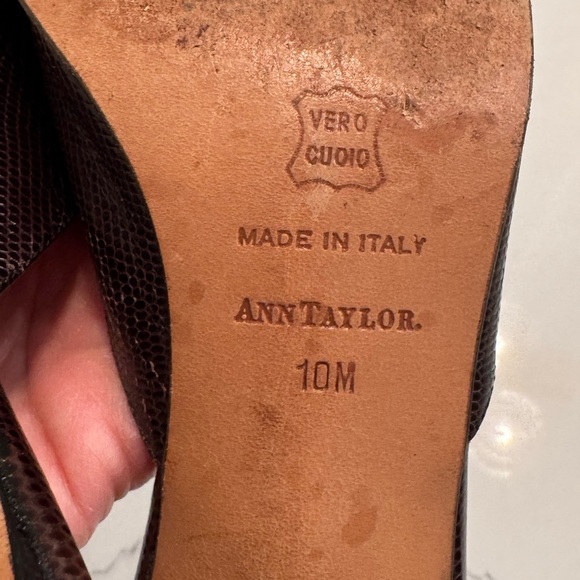 VERO
CUOIO
MADE IN ITALY
ANNTAYLOR.
10M